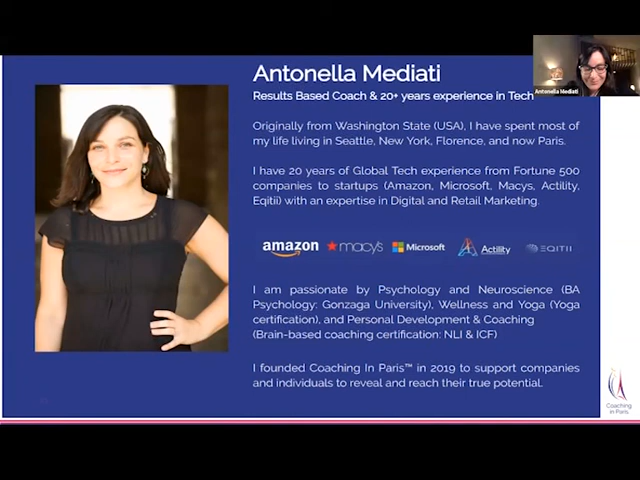 Antonella Mediati
Results Based Coach & 20+ years experience in Tech
Antonella Mediati
Originally from Washington State (USA), I have spent most of
my life living in Seattle, New York, Florence, and now Paris.
I have 20 years of Global Tech experience from Fortune 500
companies to startups (Amazon, Microsoft, Macys, Actility,
Eqitii) with an expertise in Digital and Retail Marketing.
amazon macy's Microsoft Actility EQITII
I am passionate by Psychology and Neuroscience (BA
Psychology: Gonzaga University), Wellness and Yoga (Yoga
certification), and Personal Development & Coaching
(Brain-based coaching certification: NLI & ICF)
I founded Coaching In Paris™ in 2019 to support companies
and individuals to reveal and reach their true potential.
Coaching
in Paris